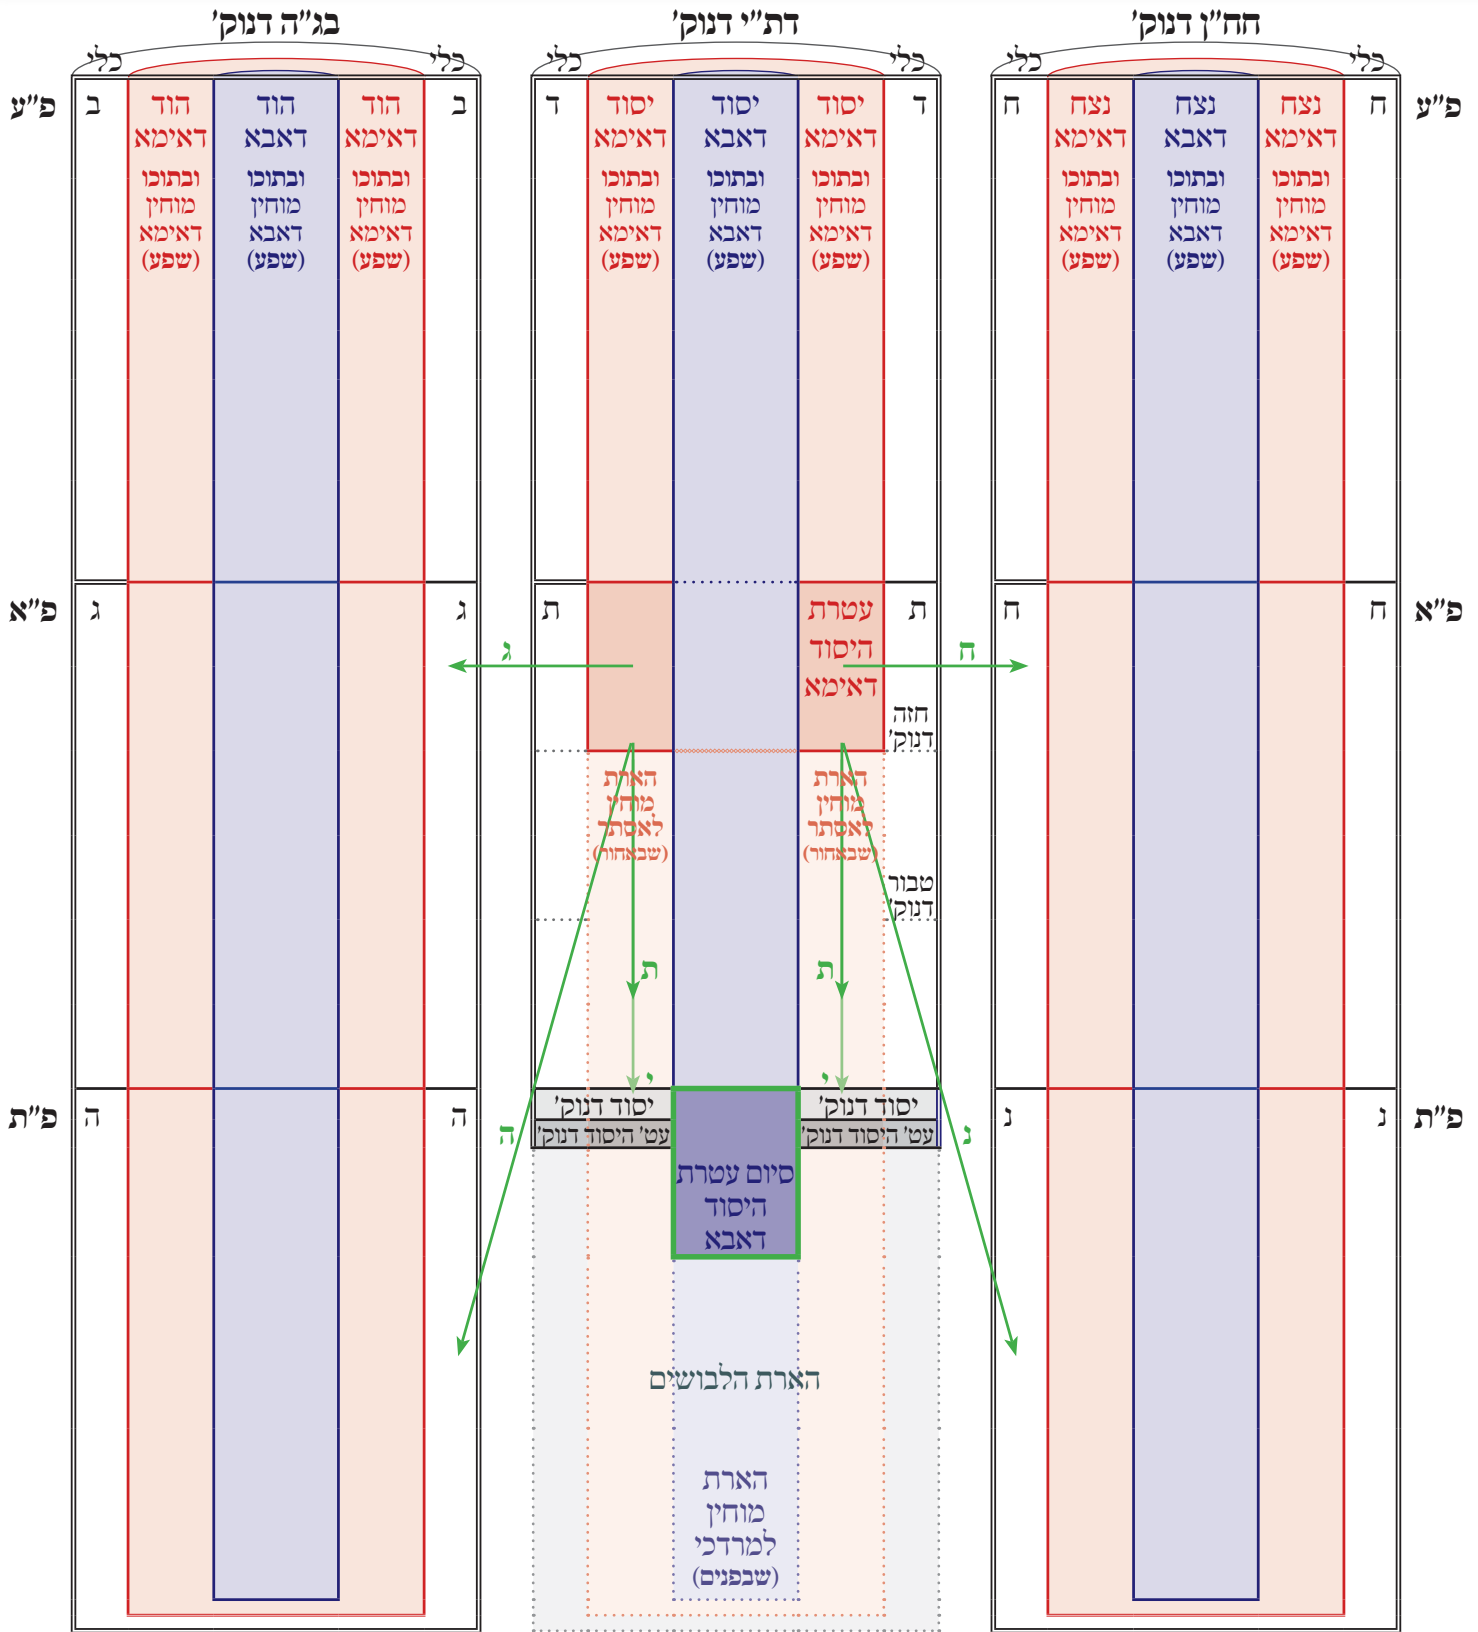 חח״ן דנוק׳
דת״י דנוק׳
בג״ה דנוק׳
כלי
כלי
כלי
כלי
כלי
כלי
פ״ע
ח
נצח
דאימא
ובתוכו
מוחין
דאימא
(שפע)
נצח
דאבא
ובתוכו
מוחין
דאבא
(שפע)
נצח
דאימא
ובתוכו
מוחין
דאימא
(שפע)
ח
ד
יסוד
דאימא
ובתוכו
מוחין
דאימא
(שפע)
יסוד
דאבא
ובתוכו
מוחין
דאבא
(שפע)
יסוד
דאימא
ובתוכו
מוחין
דאימא
(שפע)
ד
ב
הוד
דאימא
ובתוכו
מוחין
דאימא
(שפע)
הוד
דאבא
ובתוכו
מוחין
דאבא
(שפע)
הוד
דאימא
ובתוכו
מוחין
דאימא
(שפע)
ב
פ״ע
פ״א
ח
ח
ח
ת
עטרת
היסוד
דאימא
חזה
דנוק׳
ת
ג
ג
ג
פ״א
הארת
מוחין
לאסתר
(שבאחור)
הארת
מוחין
לאסתר
(שבאחור)
טבור
דנוק׳
ת
ת
י
י
פ״ת
נ
נ
נ
יסוד דנוק׳
עט׳ היסוד דנוק׳
יסוד דנוק׳
עט׳ היסוד דנוק׳
ה
ה
ה
פ״ת
סיום עטרת
היסוד
דאבא
הארת הלבושים
הארת
מוחין
למרדכי
(שבפנים)